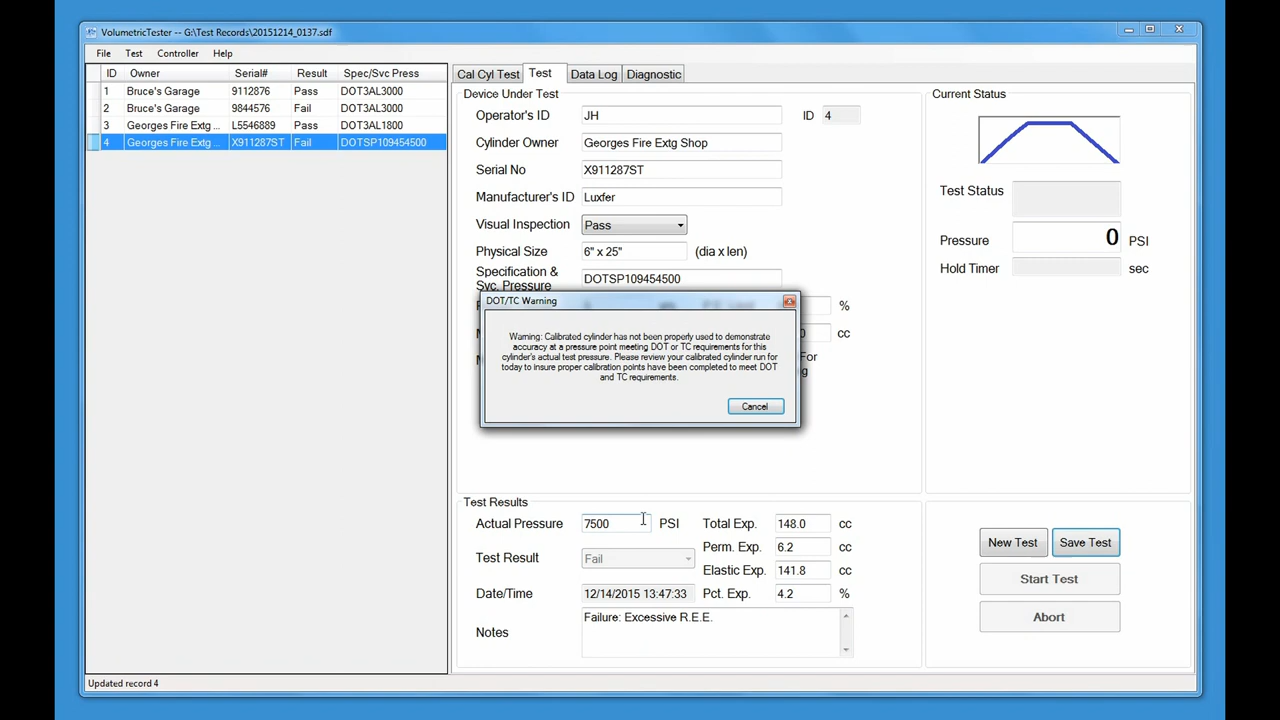 VolumetricTester -- G:\Test Records\20151214_0137.sdf
File Test Controller Help
ID Owner Serial# Result Spec/Svc Press
1 Bruce's Garage 9112876 Pass DOT3AL3000
2 Bruce's Garage 9844576 Fail DOT3AL3000
3 Georges Fire Extg ... L5546889 Pass DOT3AL1800
4 Georges Fire Extg ... X911287ST Fail DOTSP109454500
Cal Cyl Test Test Data Log Diagnostic
Device Under Test
Operator's ID JH ID 4
Cylinder Owner Georges Fire Extg Shop
Serial No X911287ST
Manufacturer's ID Luxfer
Visual Inspection Pass
Physical Size 6" x 25" (dia x len)
Specification &
Svc. Pressure DOTSP109454500
%
cc
For
DOT/TC Warning
Warning: Calibrated cylinder has not been properly used to demonstrate
accuracy at a pressure point meeting DOT or TC requirements for this
cylinder's actual test pressure. Please review your calibrated cylinder run for
today to insure proper calibration points have been completed to meet DOT
and TC requirements.
Cancel
Test Results
Actual Pressure 7500 PSI Total Exp. 148.0 cc
Perm. Exp. 6.2 cc
Test Result Fail
Elastic Exp. 141.8 cc
Date/Time 12/14/2015 13:47:33 Pct. Exp. 4.2 %
Notes Failure: Excessive R.E.E.
Current Status
Test Status
Pressure 0 PSI
Hold Timer sec
New Test Save Test
Start Test
Abort
Updated record 4